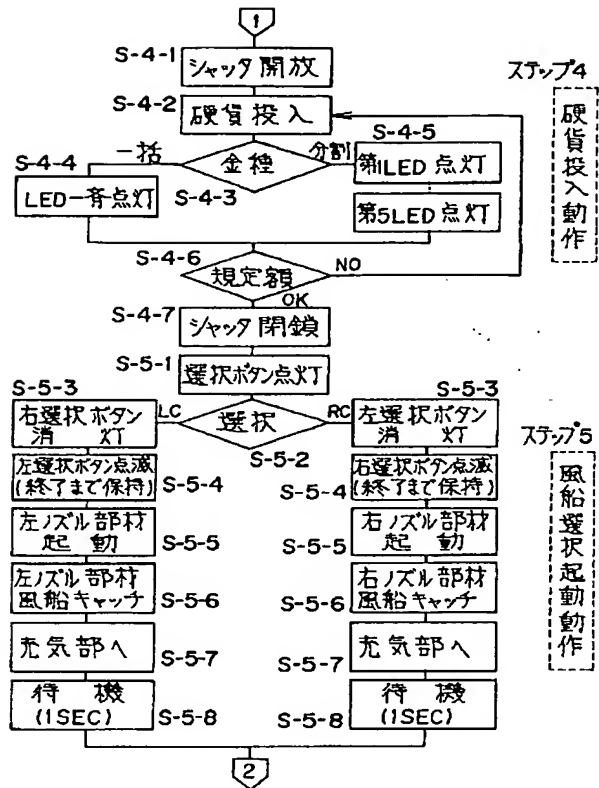 1
S-4-1
シャッタ開放
ステップ4
S-4-2
硬貨投入
硬貨投入動作
S-4-5
一括
金種
分割
第1LED点灯
S-4-4
LED一斉点灯
S-4-3
第5LED点灯
S-4-6
規定額
NO
OK
S-4-7
シャッタ閉鎖
S-5-1
選択ボタン点灯
S-5-3
S-5-3
右選択ボタン
消 灯
LC
選択
RC
左選択ボタン
消 灯
ステップ5
S-5-2
左選択ボタン点滅
(終了まで保持)
S-5-4
右選択ボタン点滅
(終了まで保持)
S-5-4
風船選択起動動作
左ノズル部材
起 動
S-5-5
右ノズル部材
起 動
S-5-5
左ノズル部材
風船キャッチ
S-5-6
右ノズル部材
風船キャッチ
S-5-6
充気部へ
S-5-7
充気部へ
S-5-7
待 機
(1SEC)
S-5-8
待 機
(1SEC)
S-5-8
2